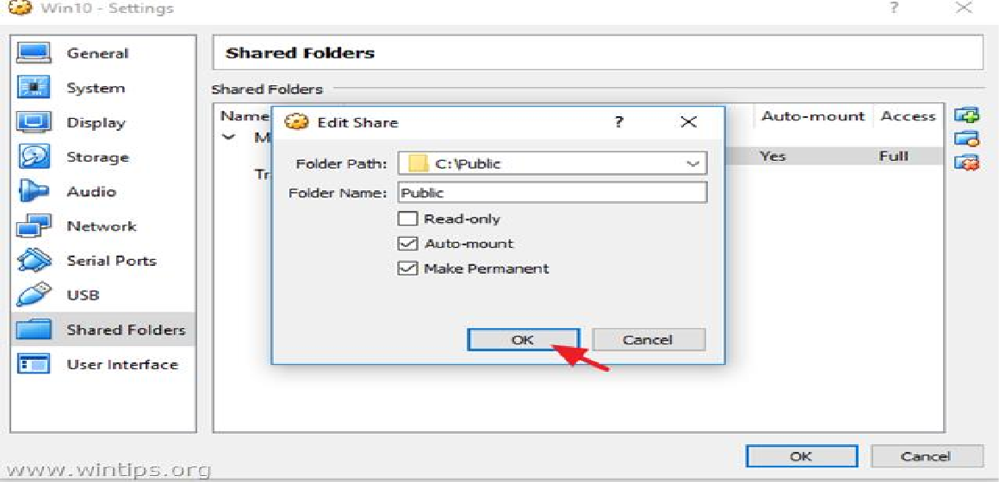 Win10 - Settings ? ×
General
System
Display
Storage
Audio
Network
Serial Ports
USB
Shared Folders
User Interface
Shared Folders
Shared Folders
Name Auto-mount Access
M
Yes Full
Tr
Edit Share ? ×
Folder Path: C:\Public
Folder Name: Public
Read-only
Auto-mount
Make Permanent
OK Cancel
OK Cancel
www.wintips.org